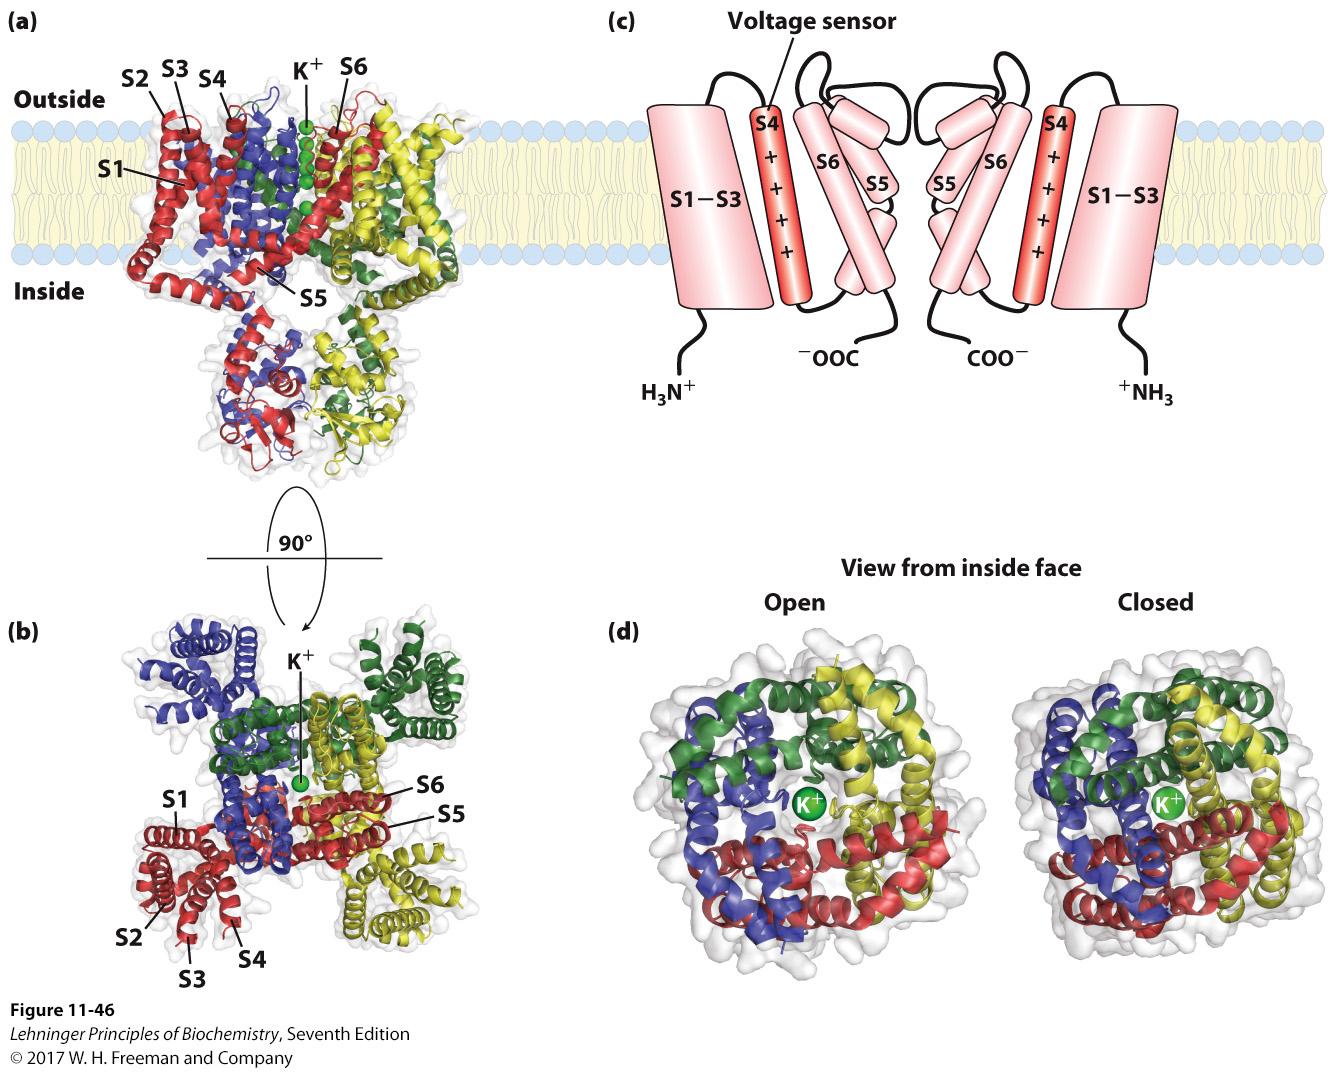 (a)
S2
S3
S4
K+
S6
Outside
S1
Inside
S5
(c)
Voltage sensor
S4
+
+
+
+
S6
S5
S1–S3
S5
S6
S4
+
+
+
+
S1–S3
⁻OOC
COO⁻
H₃N⁺
⁺NH₃
90°
(b)
K+
S6
S5
S1
S2
S3
S4
View from inside face
Open
Closed
(d)
K+
K+
Figure 11-46
Lehninger Principles of Biochemistry, Seventh Edition
© 2017 W. H. Freeman and Company